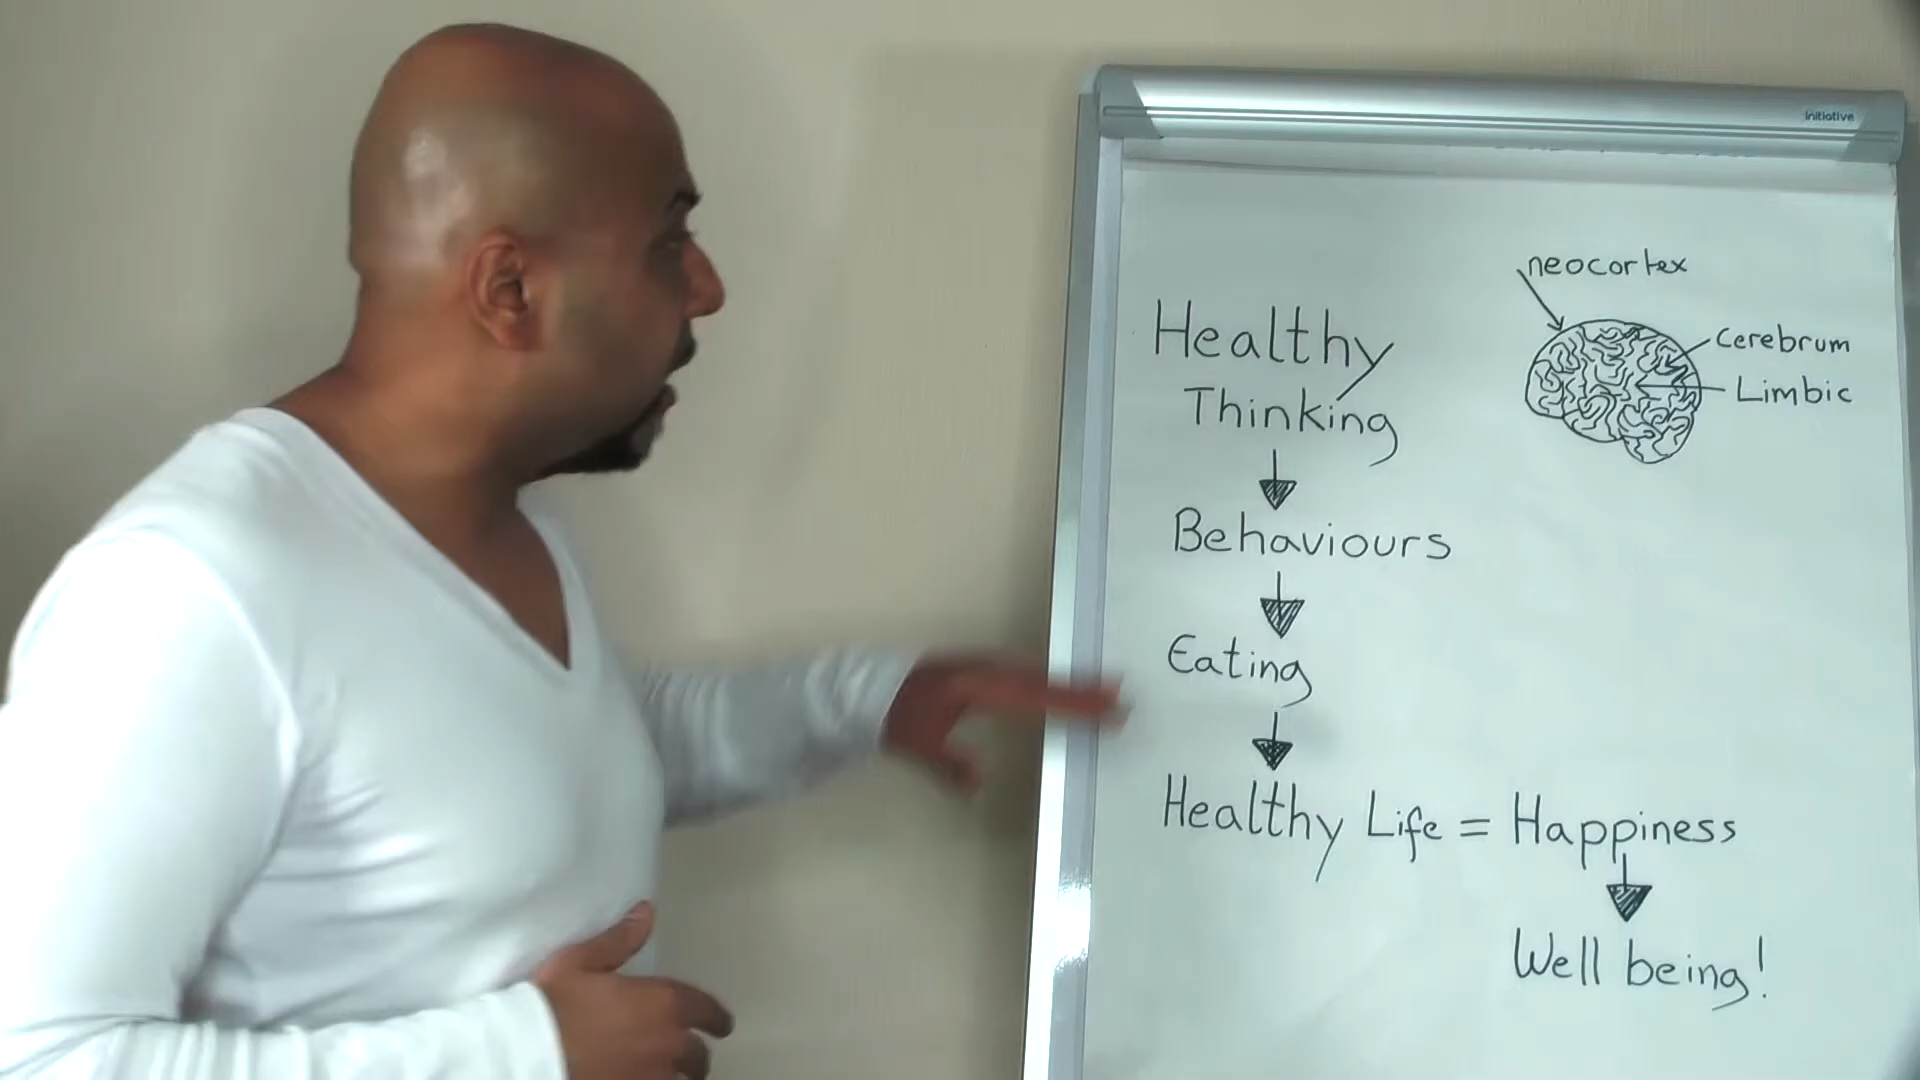 initiative
neocortex
Cerebrum
Limbic
Healthy
Thinking
Behaviours
Eating
Healthy Life = Happiness
Well being!